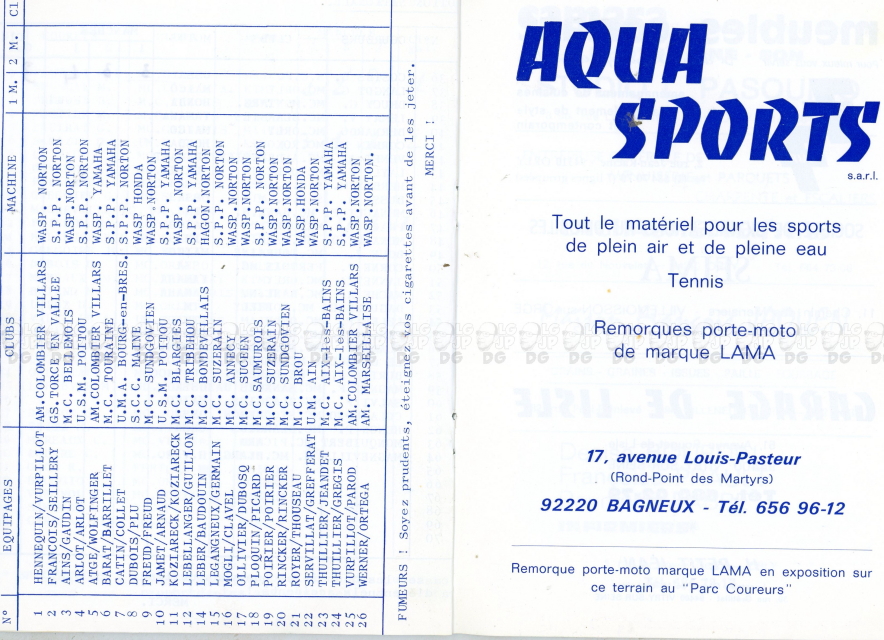 N° EQUIPAGES CLUBS MACHINE 1 M. 2 M. Cl
1 HENNEQUIN/VURPILLOT AM.COLOMBIER VILLARS WASP. NORTON
2 FRANCOIS/SEILLERY GS.TORCHEN VALLEE S.P.P. NORTON
3 AINS/GAUDIN M.C. BELLEMOIS WASP.NORTON
4 ARLOT/ARLOT U.S.M. POITOU S.P.P. NORTON
5 ATGE/WOLFINGER AM.COLOMBIER VILLARS WASP. YAMAHA
6 BARAT/BARRILLET M.C. TOURAINE S.P.P. YAMAHA
7 CATIN/COLLET U.M.A. BOURG-en-BRES. S.P.P. NORTON
8 DUBOIS/PLU S.C.C. MAINE WASP HONDA
9 FREUD/FREUD M.C. SUNDGOVIEN WASP.NORTON
10 JAMET/ARNAUD U.S.M. POITOU S.P.P. YAMAHA
11 KOZIARECK/KOZIARECK M.C. BLARGIES WASP. NORTON
12 LEBELLANGER/GUILLON M.C. TRIBEHOU S.P.P. YAMAHA
14 LEBER/BAUDOUIN M.C. BONDEVILLAIS HAGON.NORTON
15 LEGANGNEUX/GERMAIN M.C. SUZERAIN S.P.P. YAMAHA
16 MOGLI/CLAVEL M.C. ANNECY WASP.NORTON
17 OLLIVIER/DUBOSQ M.C. SUCEEN WASP.NORTON
18 PLOQUIN/PICARD M.C.SAUMUROIS S.P.P. NORTON
19 POIRIER/POIRIER M.C. SUZERAIN WASP.NORTON
20 RINCKER/RINCKER M.C. SUNDGOVIEN WASP.NORTON
21 ROYER/THOUSEAU M.C. BROU WASP.HONDA
22 SERVILLAT/GREFFERAT U.M. AIN WASP.NORTON
23 THUILLIER/JEANDET M.C. AIX-les-BAINS S.P.P. YAMAHA
24 THUILLIER/GREGIS M.C. AIX-les-BAINS S.P.P. YAMAHA
25 VURPILLOT/PAROD AM.COLOMBIER VILLARS WASP.NORTON
26 WERNER/ORTEGA AM. MARSEILLAISE WASP.NORTON.
FUMEURS ! Soyez prudents, éteignez vos cigarettes avant de les jeter.
MERCI !
AQUA
SPORTS
s.a.r.l.
Tout le matériel pour les sports
de plein air et de pleine eau
Tennis
Remorques porte-moto
de marque LAMA
17, avenue Louis-Pasteur
(Rond-Point des Martyrs)
92220 BAGNEUX - Tél. 656 96-12
Remorque porte-moto marque LAMA en exposition sur
ce terrain au "Parc Coureurs"